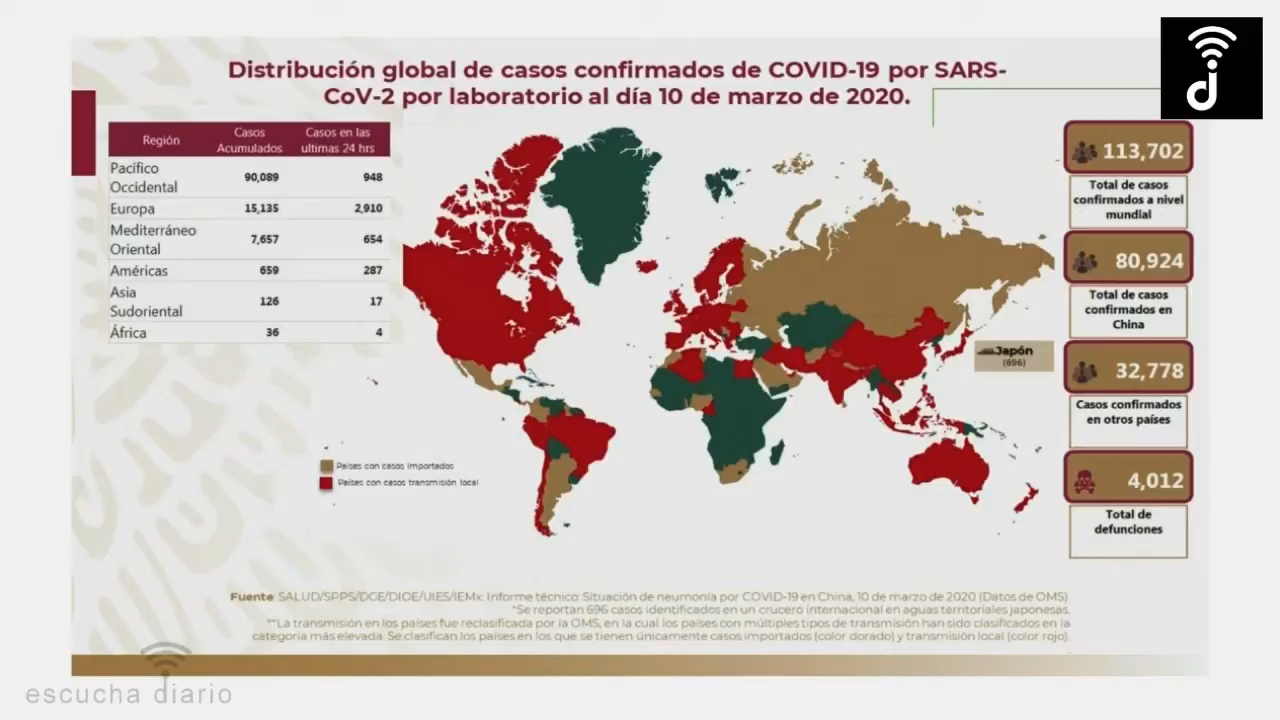 Distribución global de casos confirmados de COVID-19 por SARS-
CoV-2 por laboratorio al día 10 de marzo de 2020.
Región
Casos
Acumulados
Casos en las
ultimas 24 hrs
Pacífico
Occidental
90,089
948
Europa
15,135
2,910
Mediterráneo
Oriental
7,657
654
Américas
659
287
Asia
Sudoriental
126
17
África
36
4
Países con casos importados
Países con casos transmisión local
Japón
(696)
113,702
Total de casos
confirmados a nivel
mundial
80,924
Total de casos
confirmados en
China
32,778
Casos confirmados
en otros países
4,012
Total de
defunciones
Fuente: SALUD/SPPS/DGE/DIOE/UIES/IEMx: Informe técnico: Situación de neumonía por COVID-19 en China, 10 de marzo de 2020 (Datos de OMS)
*Se reportan 696 casos identificados en un crucero internacional en aguas territoriales japonesas.
**La transmisión en los países fue reclasificada por la OMS, en la cual los países con múltiples tipos de transmisión han sido clasificados en la
categoría más elevada. Se clasifican los países en los que se tienen únicamente casos importados (color dorado) y transmisión local (color rojo).
escucha diario